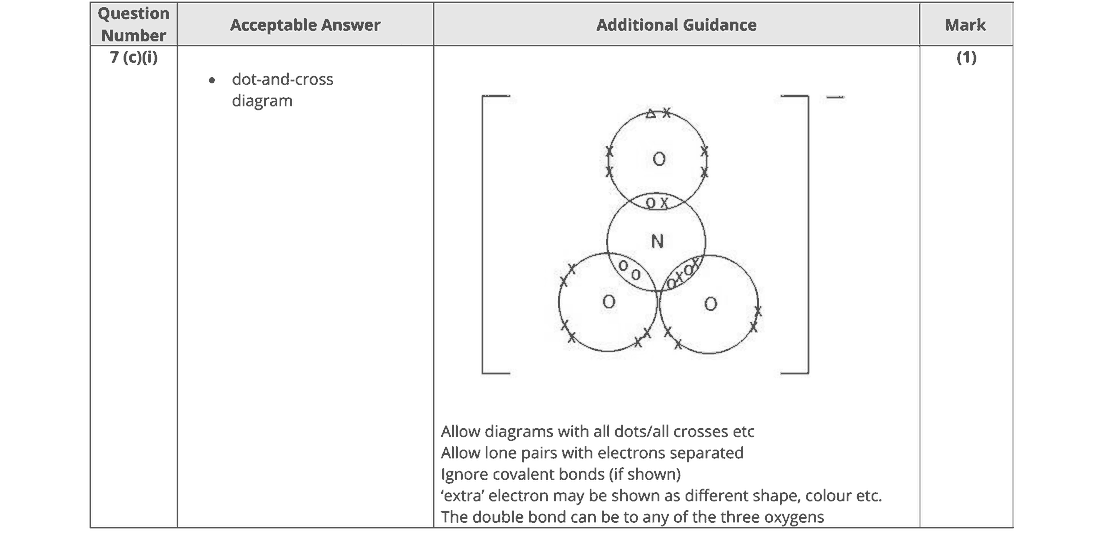 Question Number
Acceptable Answer
Additional Guidance
Mark
7 (c)(i)
• dot-and-cross
diagram
(1)
△ X
X X
X X
O
O X
N
O O
O X O X
X
X
O
O
X
X
X
X
X
X
X
X
Allow diagrams with all dots/all crosses etc
Allow lone pairs with electrons separated
Ignore covalent bonds (if shown)
‘extra’ electron may be shown as different shape, colour etc.
The double bond can be to any of the three oxygens